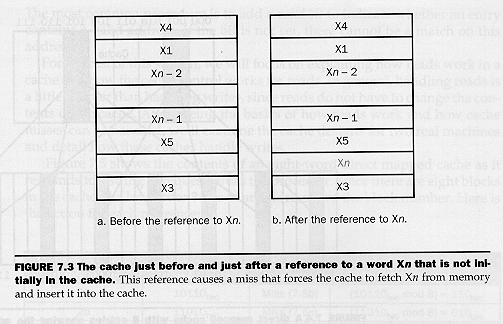 X4
X1
Xn – 2
Xn – 1
X5
X3
X4
X1
Xn – 2
Xn – 1
X5
Xn
X3
a. Before the reference to Xn.
b. After the reference to Xn.
FIGURE 7.3 The cache just before and just after a reference to a word Xn that is not ini-
tially in the cache. This reference causes a miss that forces the cache to fetch Xn from memory
and insert it into the cache.